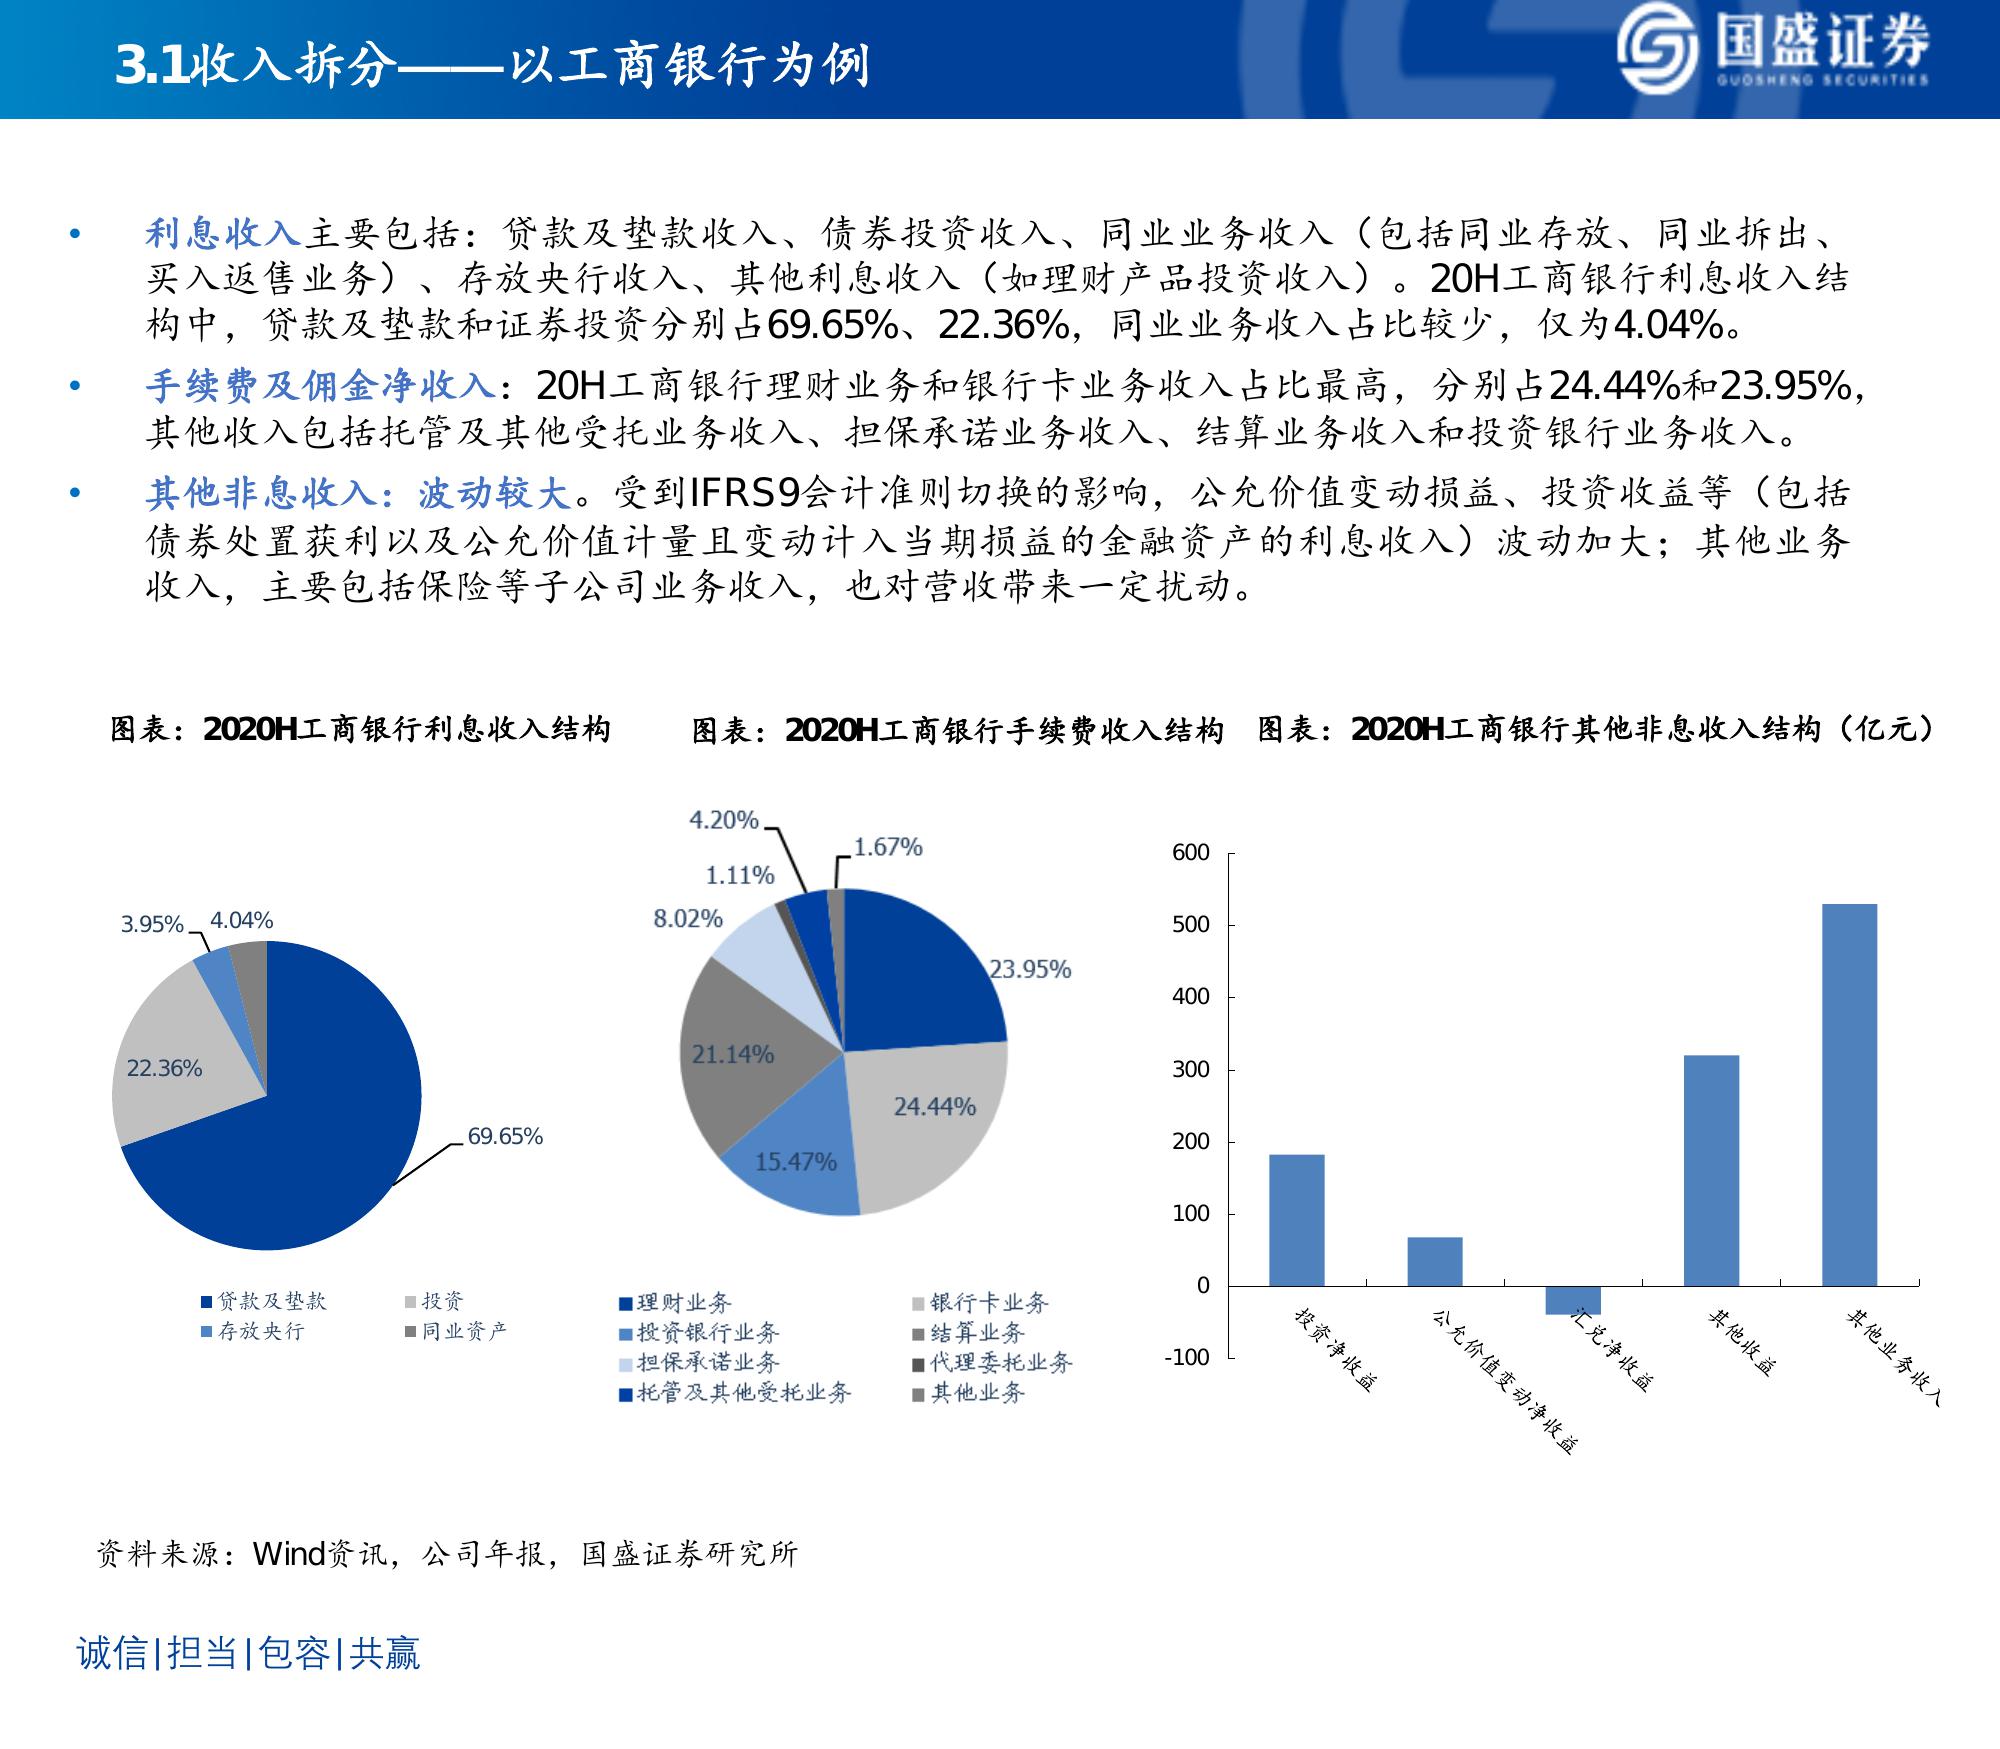 3.1收入拆分——以工商银行为例
国盛证券
GUOSHENG SECURITIES
• 利息收入主要包括：贷款及垫款收入、债券投资收入、同业业务收入（包括同业存放、同业拆出、
买入返售业务）、存放央行收入、其他利息收入（如理财产品投资收入）。20H工商银行利息收入结
构中，贷款及垫款和证券投资分别占69.65%、22.36%，同业业务收入占比较少，仅为4.04%。
• 手续费及佣金净收入：20H工商银行理财业务和银行卡业务收入占比最高，分别占24.44%和23.95%，
其他收入包括托管及其他受托业务收入、担保承诺业务收入、结算业务收入和投资银行业务收入。
• 其他非息收入：波动较大。受到IFRS9会计准则切换的影响，公允价值变动损益、投资收益等（包括
债券处置获利以及公允价值计量且变动计入当期损益的金融资产的利息收入）波动加大；其他业务
收入，主要包括保险等子公司业务收入，也对营收带来一定扰动。
图表：2020H工商银行利息收入结构
3.95%
4.04%
22.36%
69.65%
贷款及垫款
投资
存放央行
同业资产
图表：2020H工商银行手续费收入结构
4.20%
1.67%
1.11%
8.02%
23.95%
21.14%
24.44%
15.47%
理财业务
银行卡业务
投资银行业务
结算业务
担保承诺业务
代理委托业务
托管及其他受托业务
其他业务
图表：2020H工商银行其他非息收入结构（亿元）
600
500
400
300
200
100
0
-100
投资净收益
公允价值变动净收益
汇兑净收益
其他收益
其他业务收入
资料来源：Wind资讯，公司年报，国盛证券研究所
诚信|担当|包容|共赢